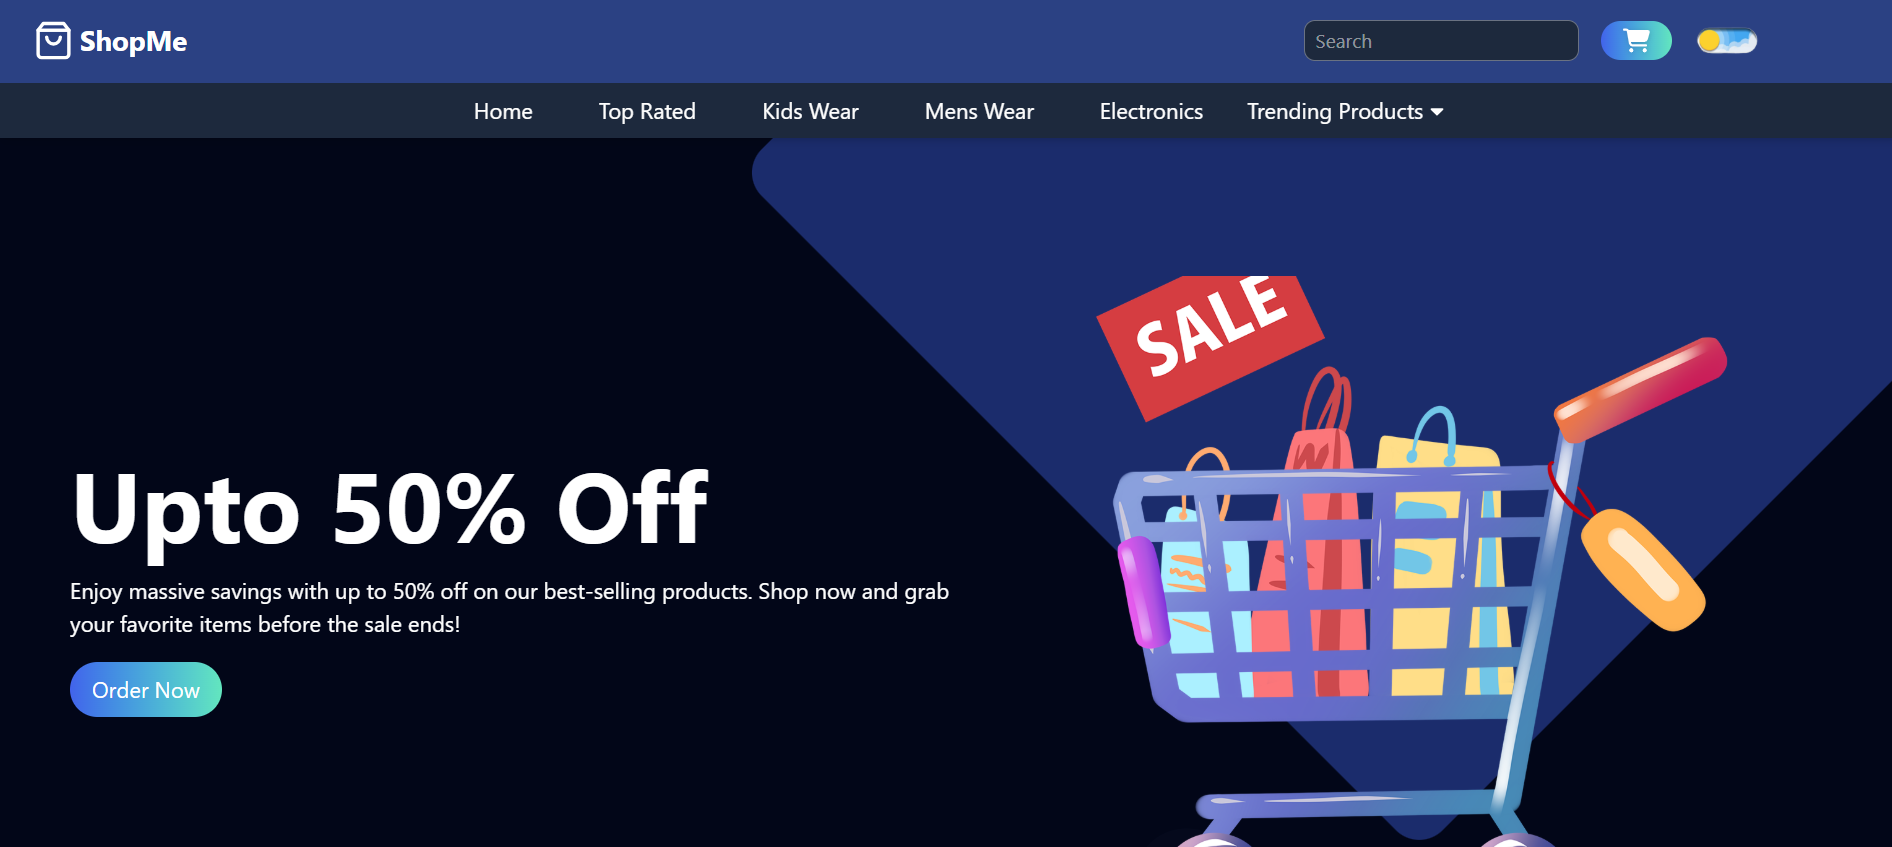 ShopMe
Search
Home
Top Rated
Kids Wear
Mens Wear
Electronics
Trending Products
SALE
Upto 50% Off
Enjoy massive savings with up to 50% off on our best-selling products. Shop now and grab
your favorite items before the sale ends!
Order Now